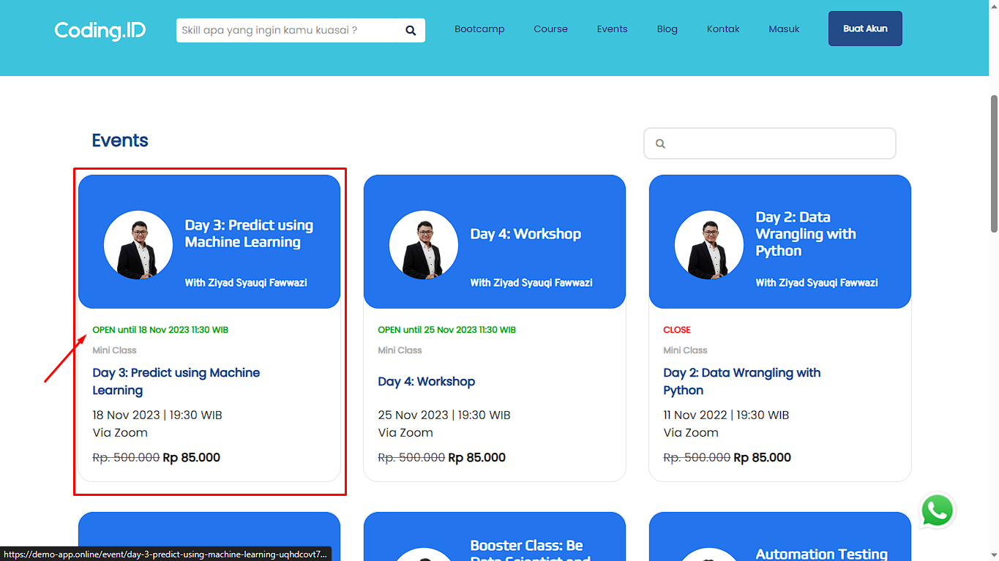 Coding.ID
Skill apa yang ingin kamu kuasai ?
Bootcamp
Course
Events
Blog
Kontak
Masuk
Buat Akun
Events
Day 3: Predict using
Machine Learning
With Ziyad Syauqi Fawwazi
OPEN until 18 Nov 2023 11:30 WIB
Mini Class
Day 3: Predict using Machine
Learning
18 Nov 2023 | 19:30 WIB
Via Zoom
Rp. 500.000 Rp 85.000
Day 4: Workshop
With Ziyad Syauqi Fawwazi
OPEN until 25 Nov 2023 11:30 WIB
Mini Class
Day 4: Workshop
25 Nov 2023 | 19:30 WIB
Via Zoom
Rp. 500.000 Rp 85.000
Day 2: Data
Wrangling with
Python
With Ziyad Syauqi Fawwazi
CLOSE
Mini Class
Day 2: Data Wrangling with
Python
11 Nov 2022 | 19:30 WIB
Via Zoom
Rp. 500.000 Rp 85.000
Booster Class: Be
Data Scientist and
Automation Testing
https://demo-app.online/event/day-3-predict-using-machine-learning-uqhdcovt7...